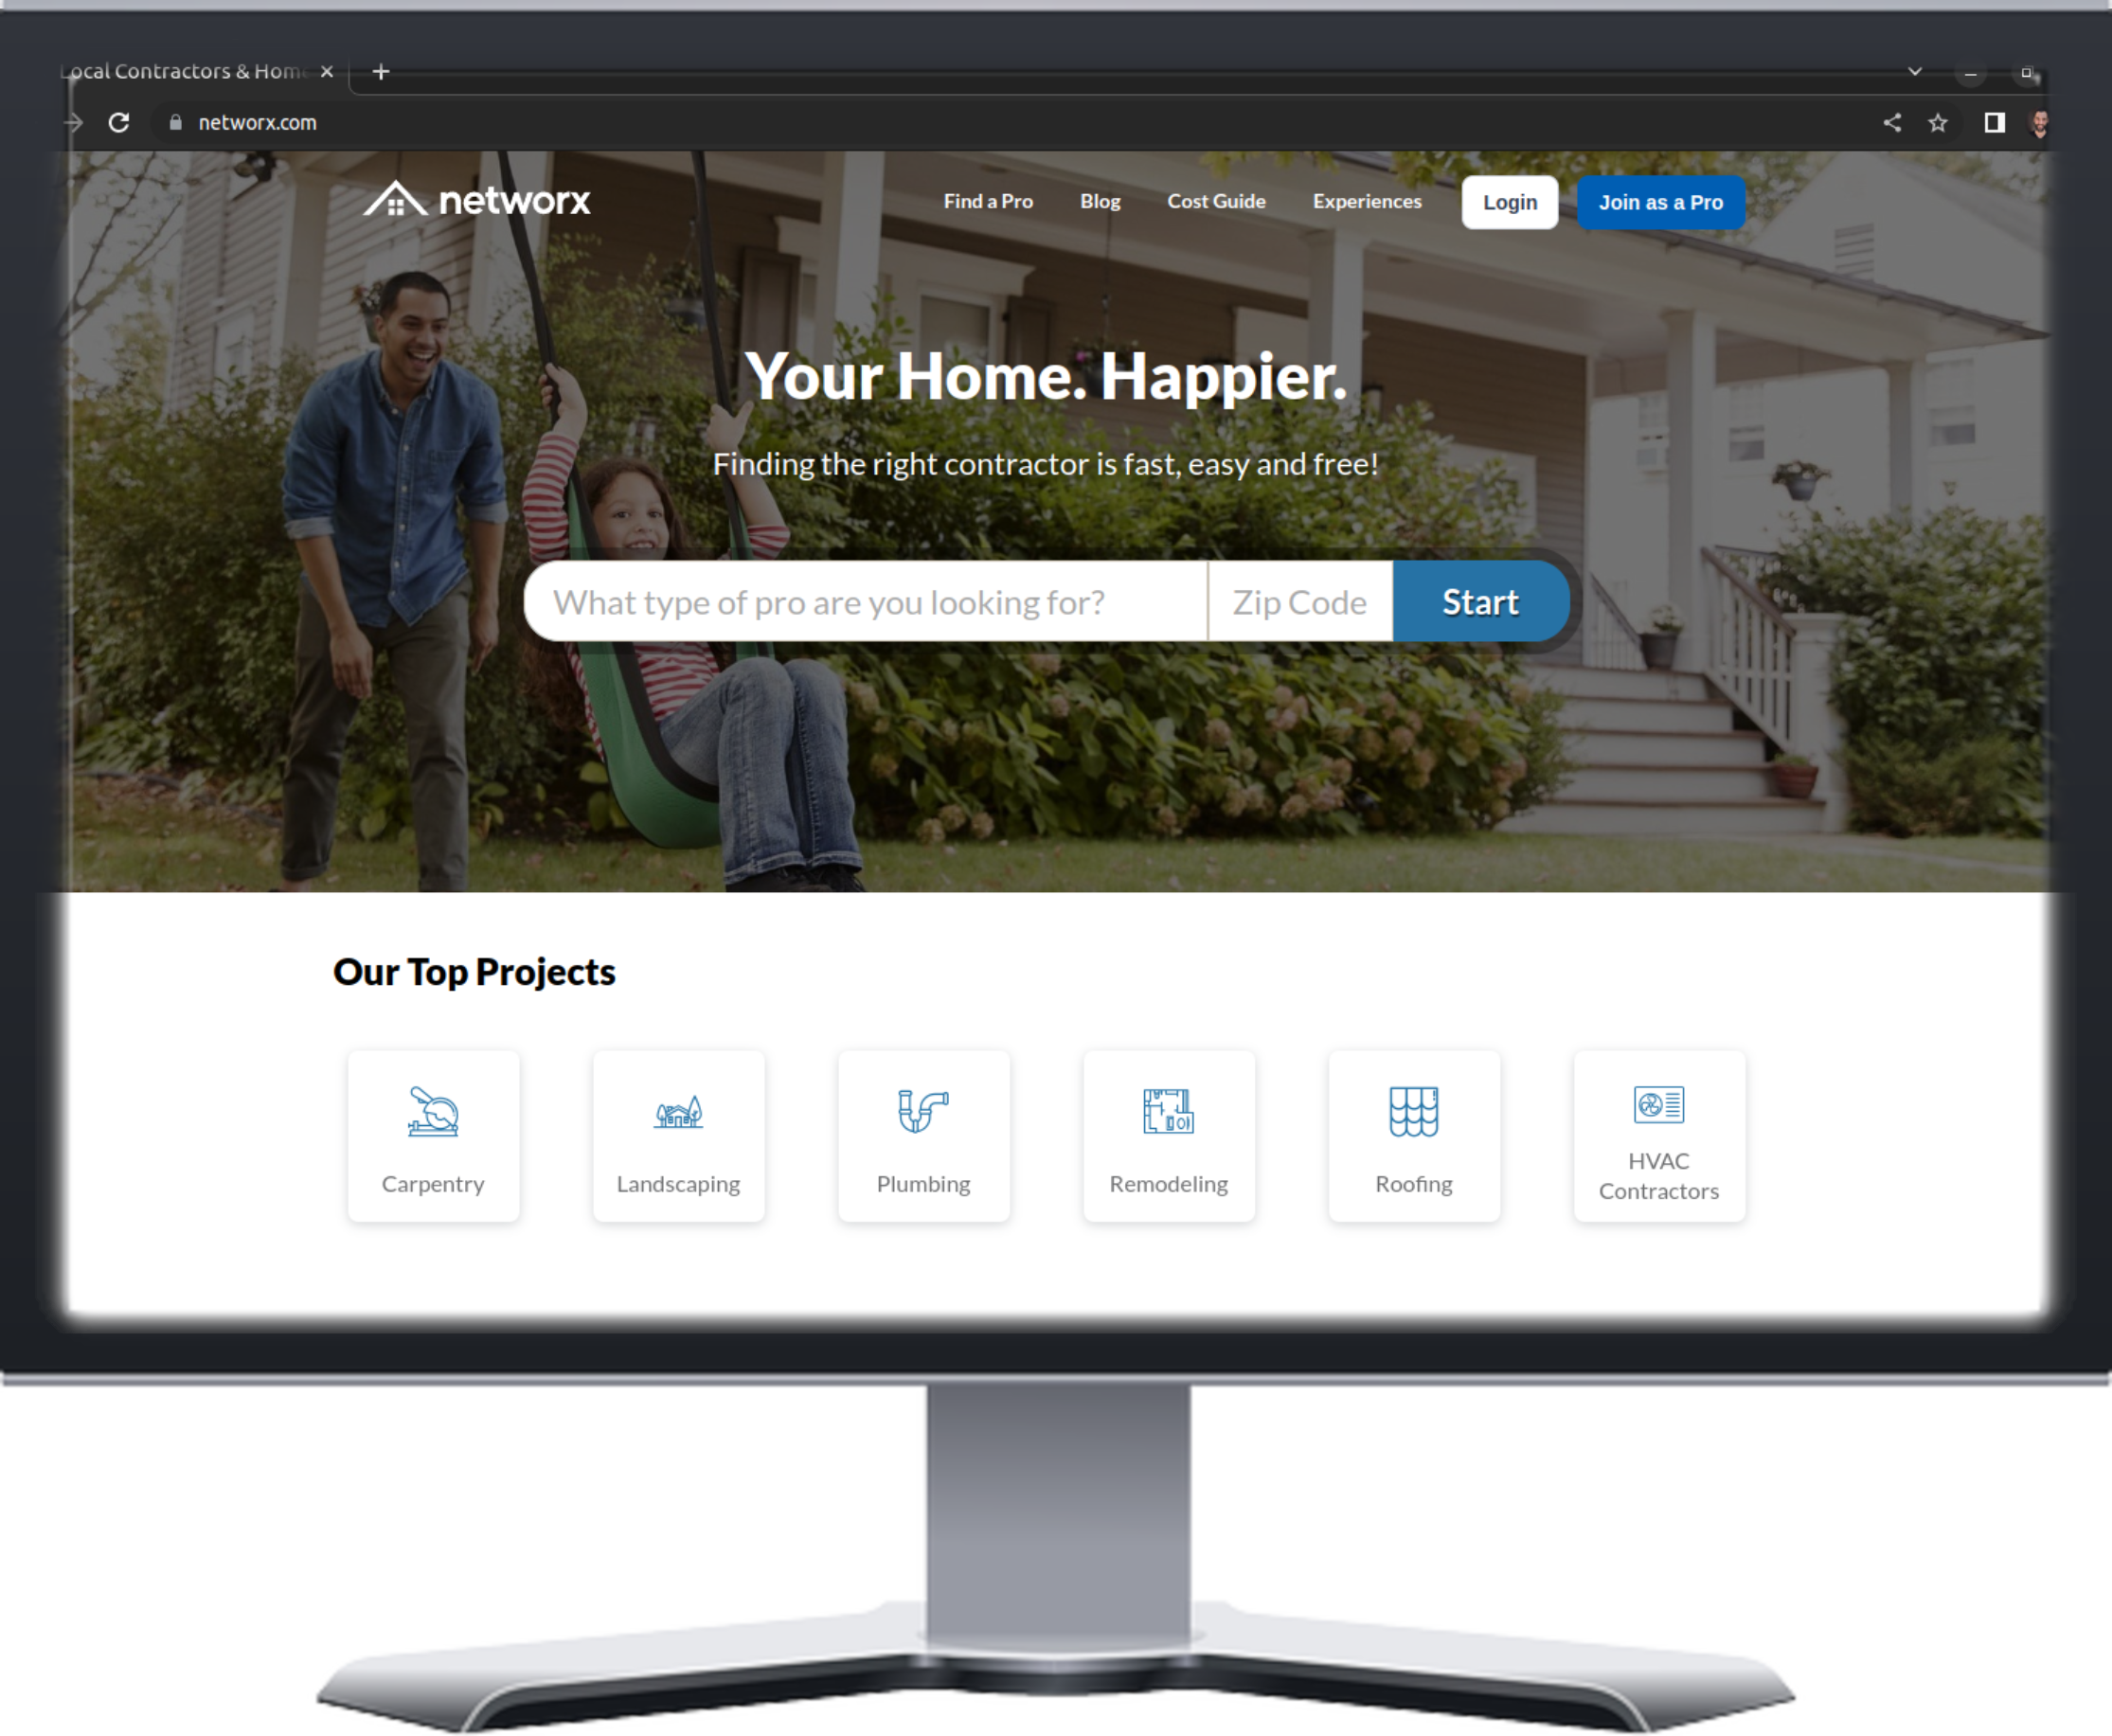 Local Contractors & Hom
networx.com
networx
Find a Pro
Blog
Cost Guide
Experiences
Login
Join as a Pro
Your Home. Happier.
Finding the right contractor is fast, easy and free!
What type of pro are you looking for?
Zip Code
Start
Our Top Projects
Carpentry
Landscaping
Plumbing
Remodeling
Roofing
HVAC
Contractors